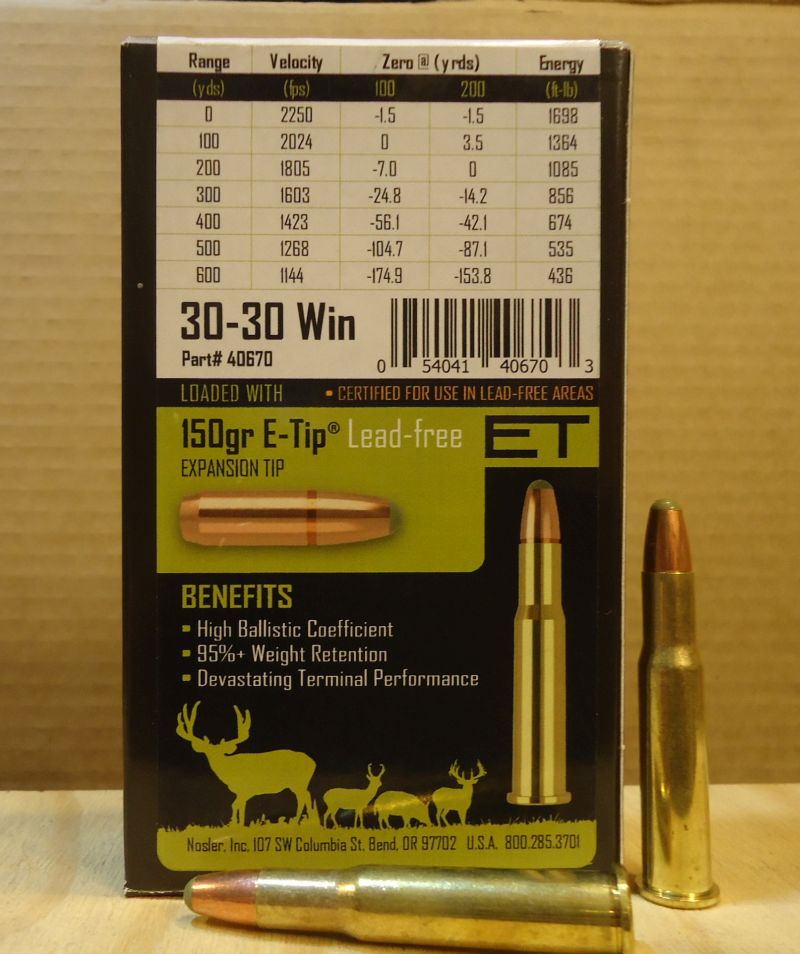 Range Velocity Zero @ (yrds) Energy
(yds) (fps) 100 200 (ft-lb)
0 2250 -1.5 -1.5 1698
100 2024 0 3.5 1364
200 1805 -7.0 0 1085
300 1603 -24.8 -14.2 856
400 1423 -56.1 -42.1 674
500 1268 -104.7 -87.1 535
600 1144 -174.9 -153.8 436
30-30 Win
Part# 40670
0 54041 40670 3
LOADED WITH • CERTIFIED FOR USE IN LEAD-FREE AREAS
150gr E-Tip® Lead-free ET
EXPANSION TIP
BENEFITS
▪ High Ballistic Coefficient
▪ 95%+ Weight Retention
▪ Devastating Terminal Performance
Nosler, Inc. 107 SW Columbia St. Bend, OR 97702 U.S.A. 800.285.3701